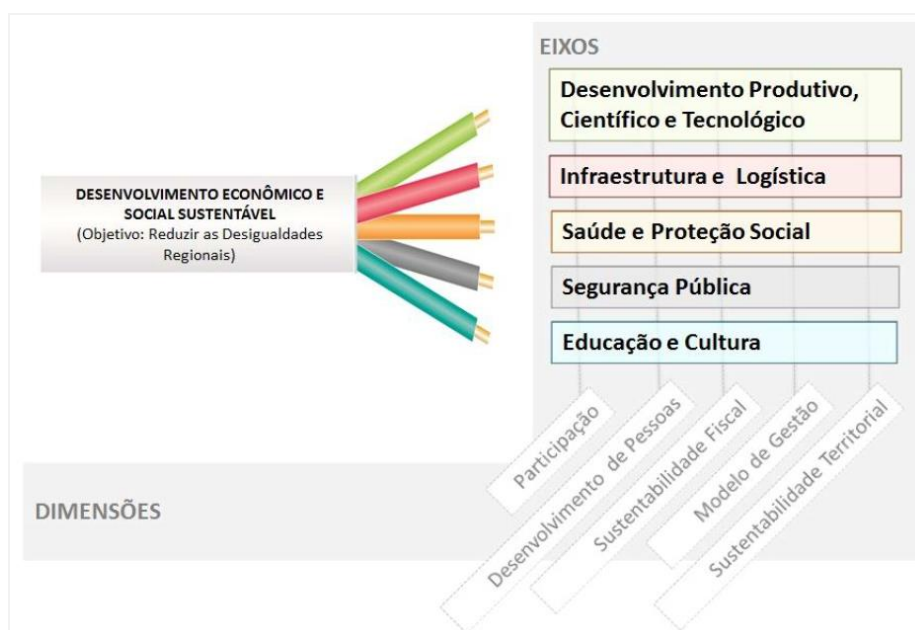 EIXOS
Desenvolvimento Produtivo,
Científico e Tecnológico
Infraestrutura e Logística
Saúde e Proteção Social
Segurança Pública
Educação e Cultura
DESENVOLVIMENTO ECONÔMICO E
SOCIAL SUSTENTÁVEL
(Objetivo: Reduzir as Desigualdades
Regionais)
DIMENSÕES
Participação
Desenvolvimento de Pessoas
Sustentabilidade Fiscal
Modelo de Gestão
Sustentabilidade Territorial